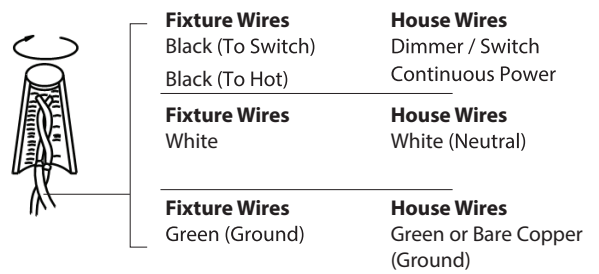 Fixture Wires House Wires
Black (To Switch) Dimmer / Switch
Black (To Hot) Continuous Power
Fixture Wires House Wires
White White (Neutral)
Fixture Wires House Wires
Green (Ground) Green or Bare Copper
(Ground)